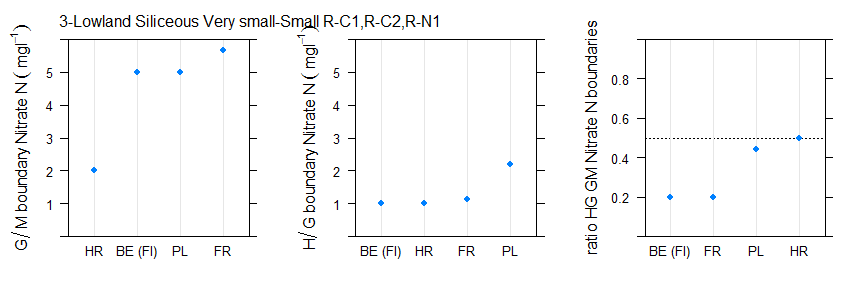 3-Lowland Siliceous Very small-Small R-C1,R-C2,R-N1
G/M boundary Nitrate N ( mgl⁻¹)
5
4
3
2
1
HR BE (FI) PL FR
H/G boundary Nitrate N ( mgl⁻¹)
5
4
3
2
1
BE (FI) HR FR PL
ratio HG GM Nitrate N boundaries
0.8
0.6
0.4
0.2
BE (FI) FR PL HR